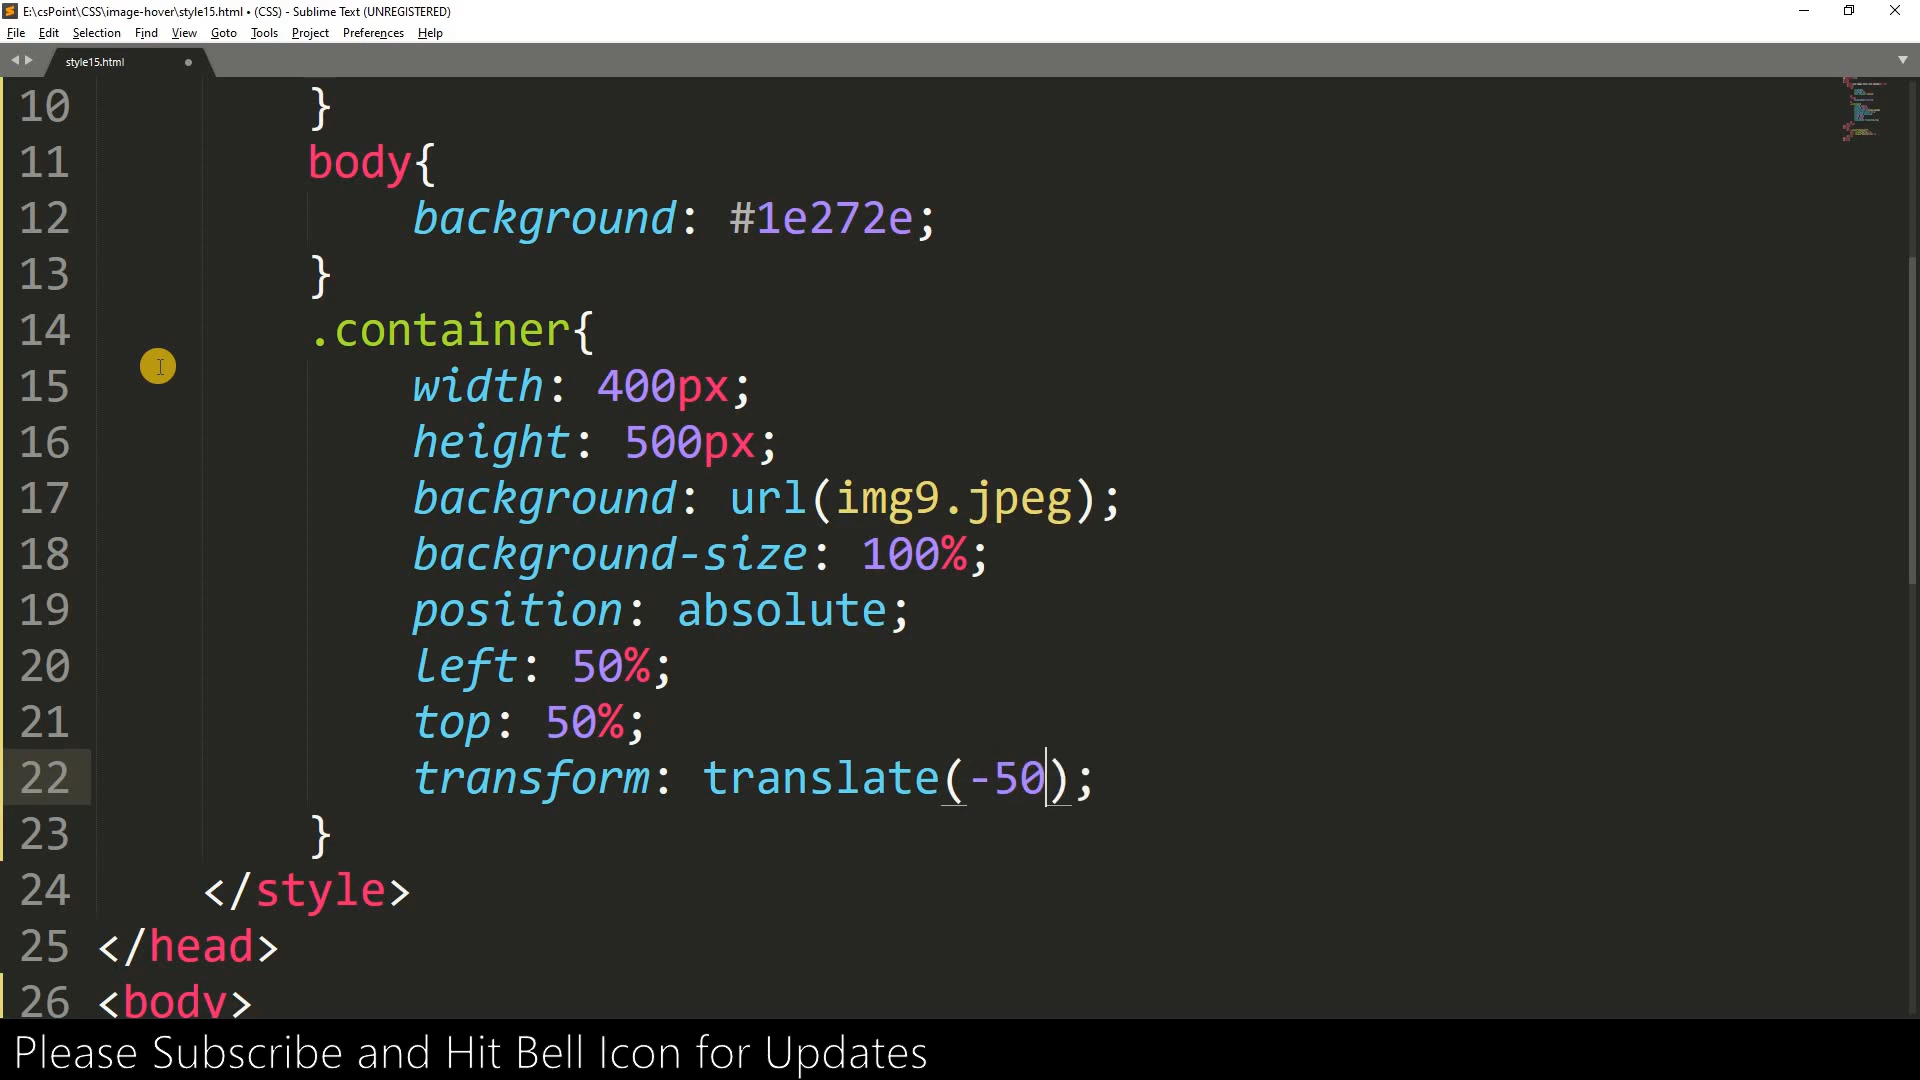 E:\csPoint\CSS\image-hover\style15.html • (CSS) - Sublime Text (UNREGISTERED)
File Edit Selection Find View Goto Tools Project Preferences Help
style15.html
10 }
11 body{
12 background: #1e272e;
13 }
14 .container{
15 width: 400px;
16 height: 500px;
17 background: url(img9.jpeg);
18 background-size: 100%;
19 position: absolute;
20 left: 50%;
21 top: 50%;
22 transform: translate(-50);
23 }
24 </style>
25 </head>
26 <body>
Please Subscribe and Hit Bell Icon for Updates